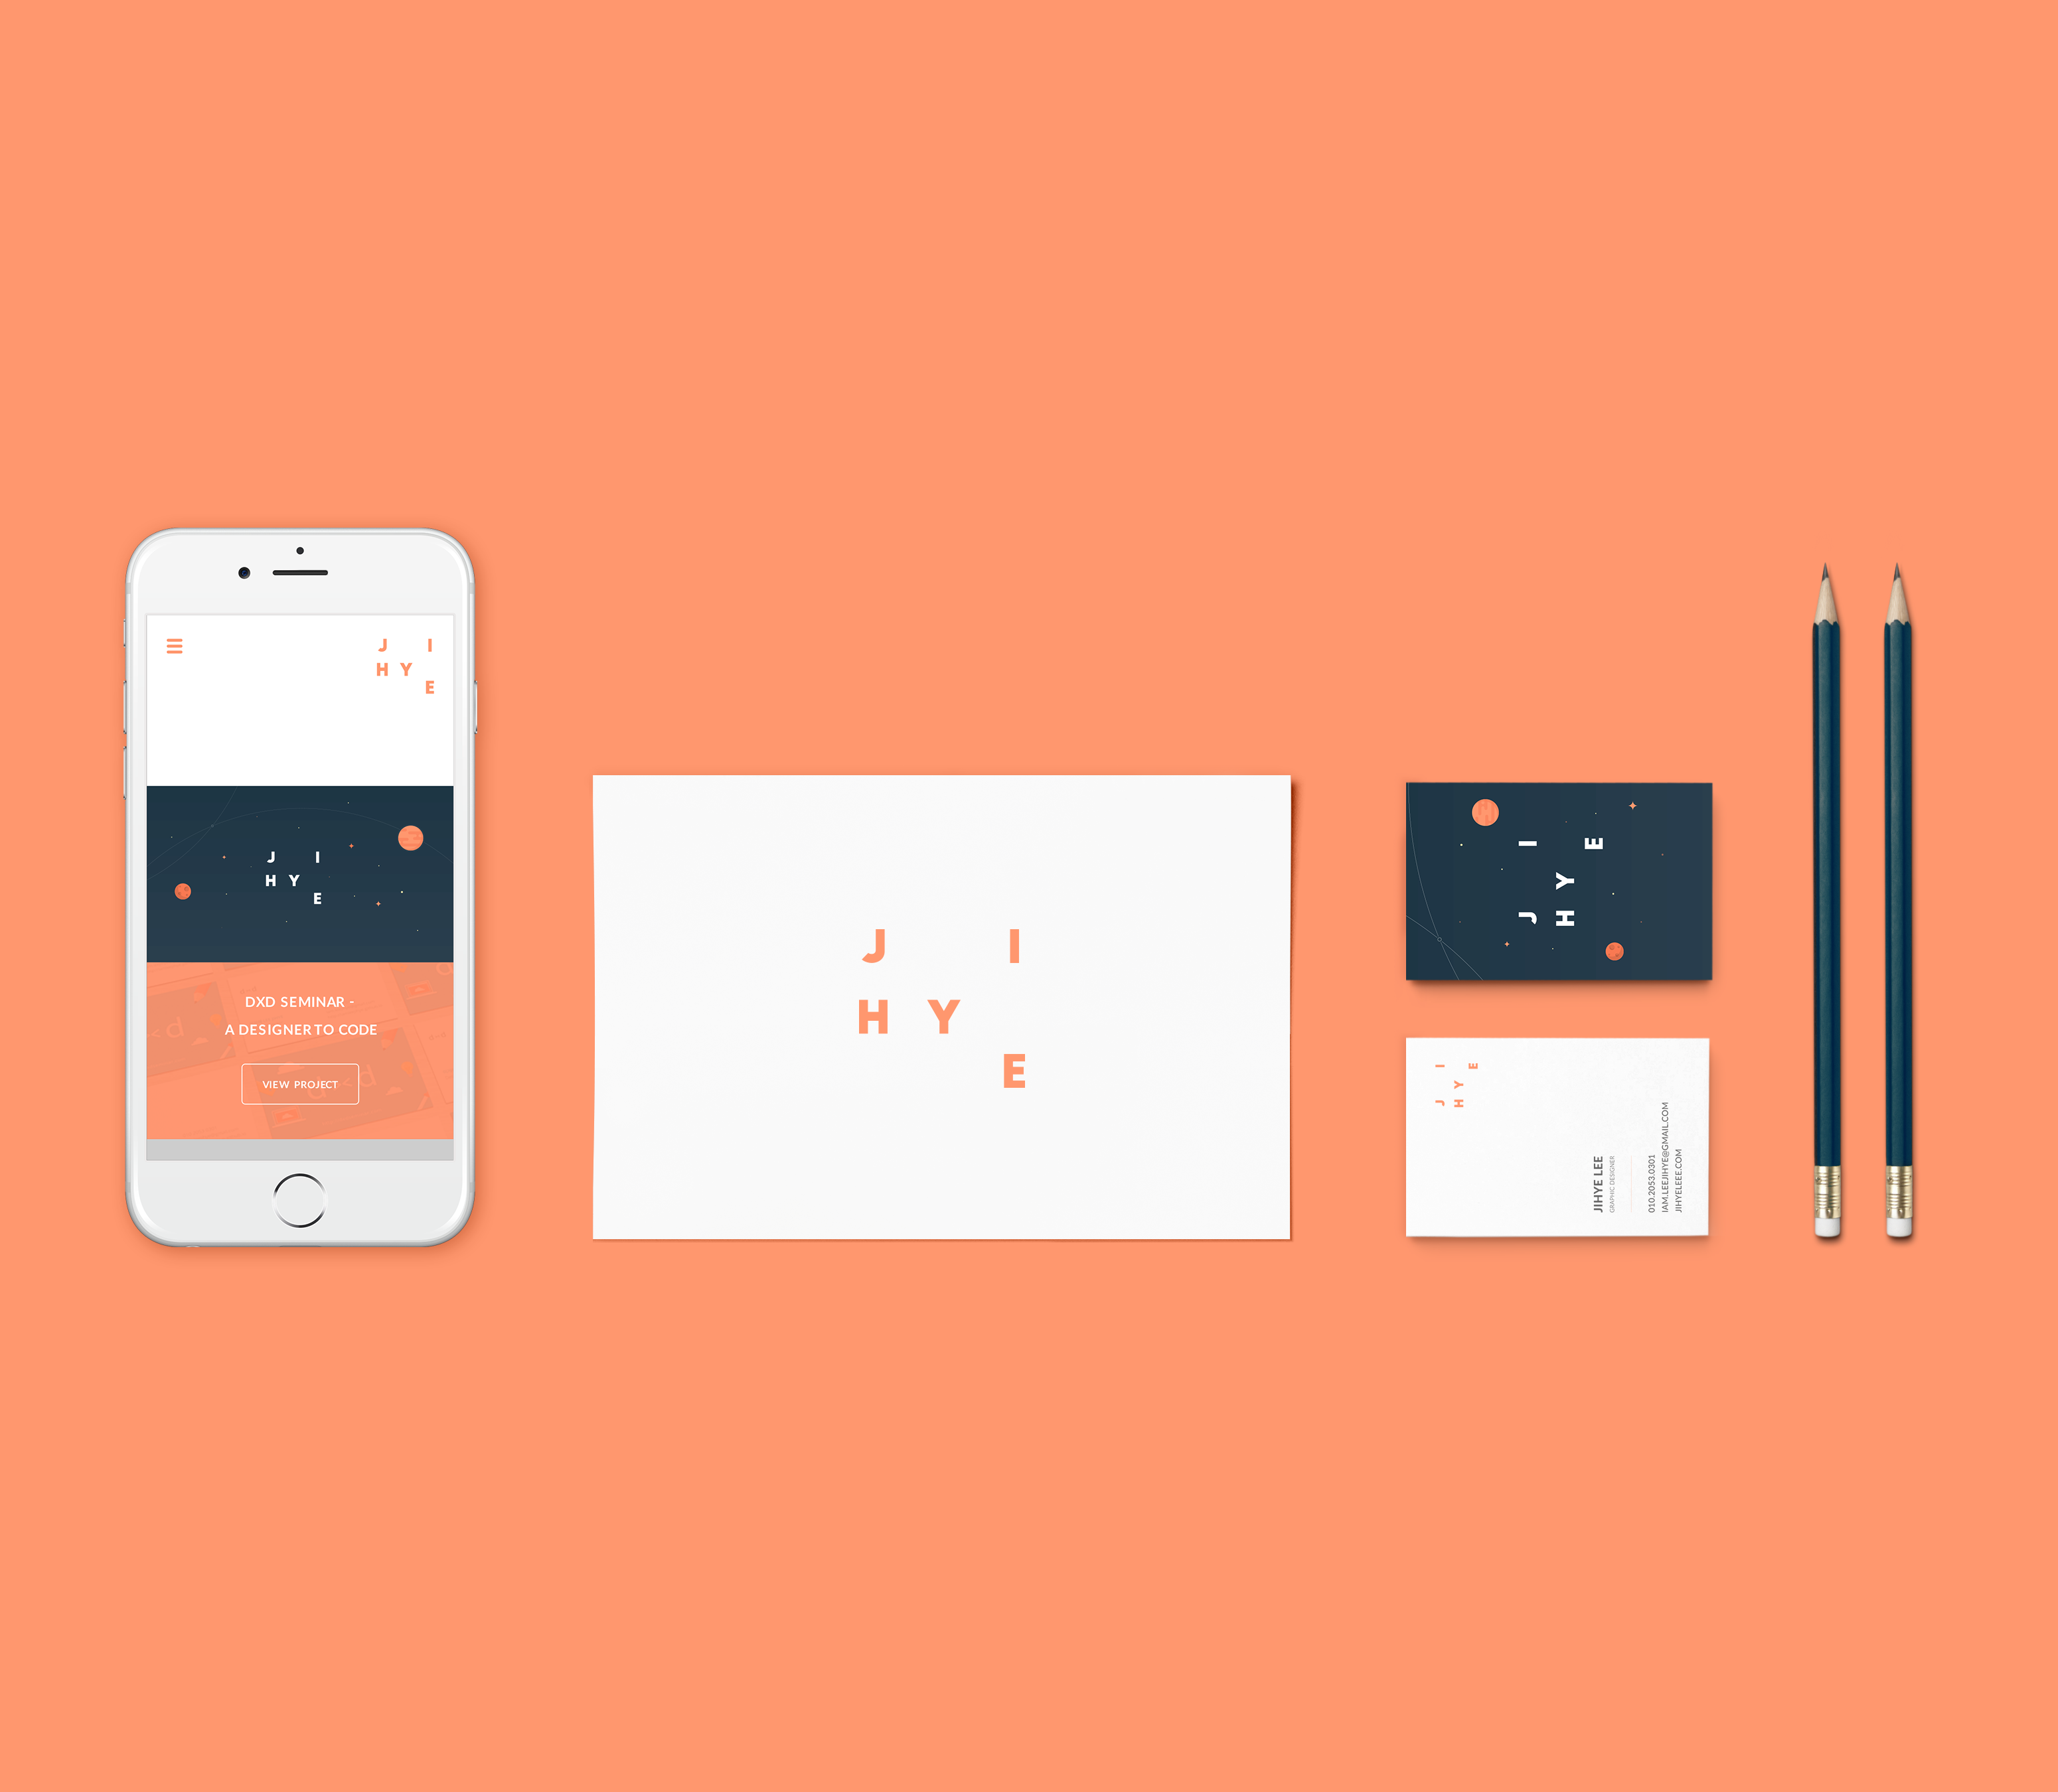 J I
H Y
E
J I
H Y
E
DXD SEMINAR -
A DESIGNER TO CODE
VIEW PROJECT
J I
H Y
E
J I
H Y
E
J I
H Y
E
JIHYE LEE
GRAPHIC DESIGNER
010.2053.0301
IAM.LEEJIHYE@GMAIL.COM
JIHYELEEE.COM